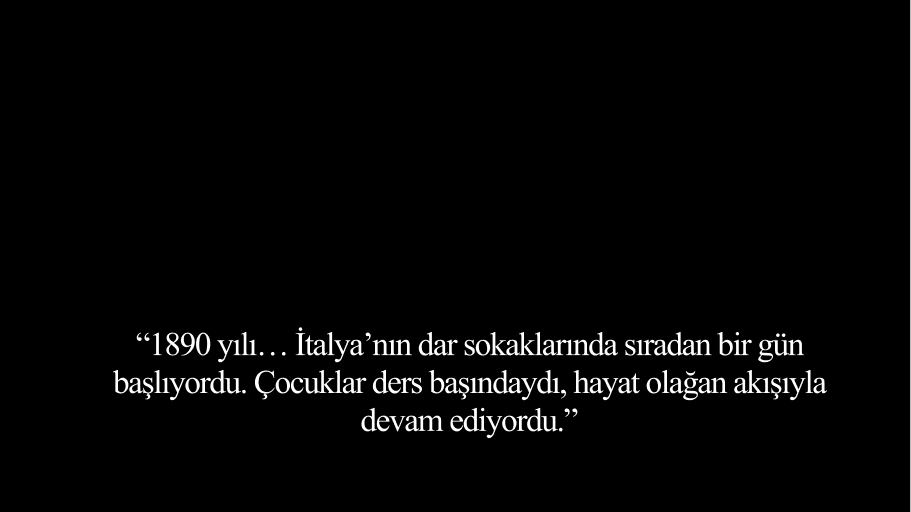 “1890 yılı… İtalya’nın dar sokaklarında sıradan bir gün
başlıyordu. Çocuklar ders başındaydı, hayat olağan akışıyla
devam ediyordu.”